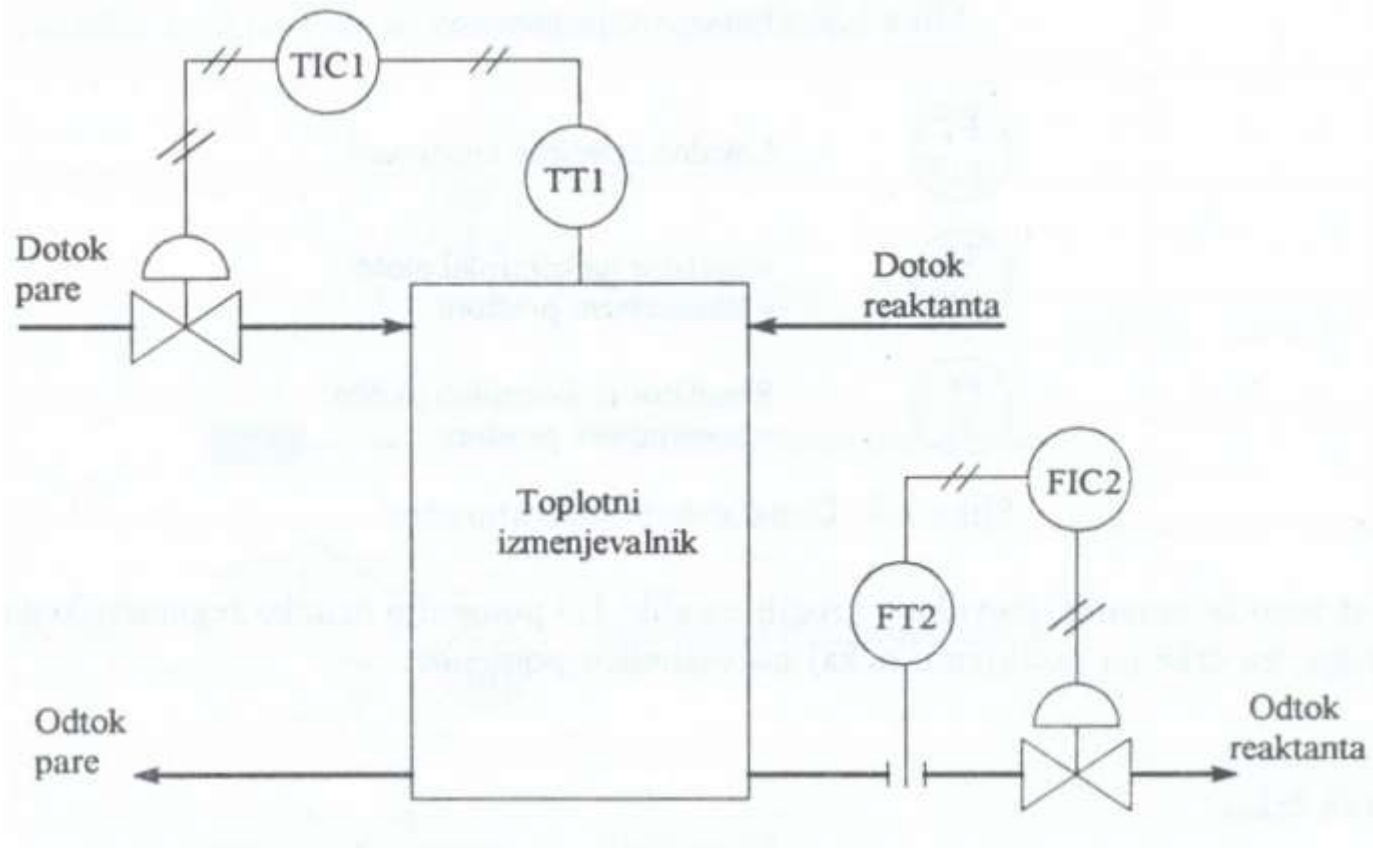 TIC1
TT1
Dotok
pare
Dotok
reaktanta
Toplotni
izmenjevalnik
FIC2
FT2
Odtok
pare
Odtok
reaktanta